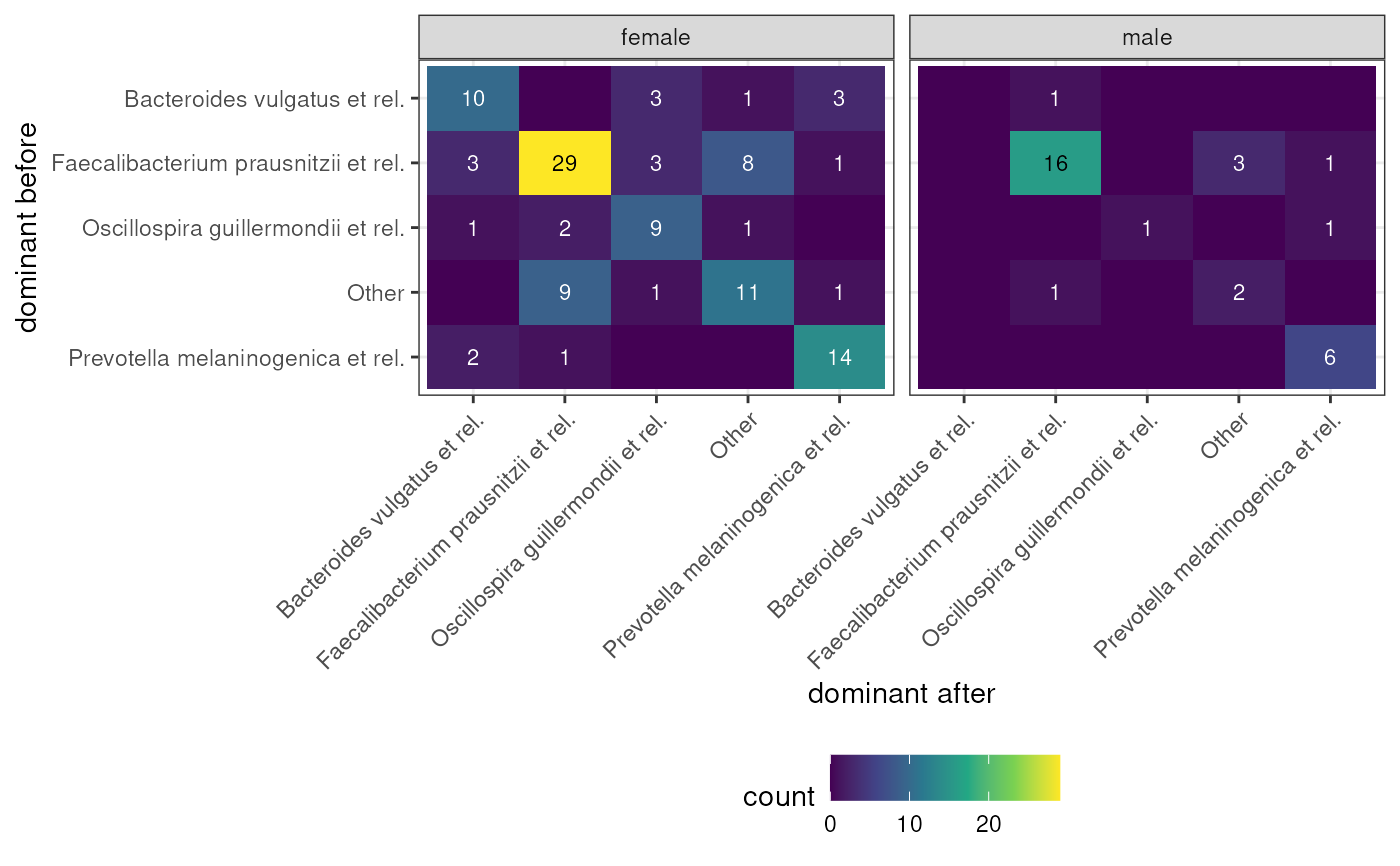 female
male
dominant before
Bacteroides vulgatus et rel.
10 3 1 3
1
Faecalibacterium prausnitzii et rel.
3 29 3 8 1
16 3 1
Oscillospira guillermondii et rel.
1 2 9 1
1 1
Other
9 1 11 1
1 2
Prevotella melaninogenica et rel.
2 1 14
6
Bacteroides vulgatus et rel.
Faecalibacterium prausnitzii et rel.
Oscillospira guillermondii et rel.
Other
Prevotella melaninogenica et rel.
Bacteroides vulgatus et rel.
Faecalibacterium prausnitzii et rel.
Oscillospira guillermondii et rel.
Other
Prevotella melaninogenica et rel.
dominant after
count
0 10 20